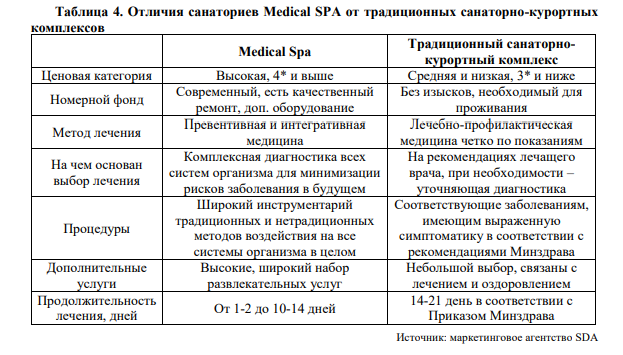 Таблица 4. Отличия санаториев Medical SPA от традиционных санаторно-курортных
комплексов
Medical Spa
Традиционный санаторно-
курортный комплекс
Ценовая категория
Высокая, 4* и выше
Средняя и низкая, 3* и ниже
Номерной фонд
Современный, есть качественный
ремонт, доп. оборудование
Без изысков, необходимый для
проживания
Метод лечения
Превентивная и интегративная
медицина
Лечебно-профилактическая
медицина четко по показаниям
На чем основан
выбор лечения
Комплексная диагностика всех
систем организма для минимизации
рисков заболевания в будущем
На рекомендациях лечащего
врача, при необходимости –
уточняющая диагностика
Процедуры
Широкий инструментарий
традиционных и нетрадиционных
методов воздействия на все
системы организма в целом
Соответствующие заболеваниям,
имеющим выраженную
симптоматику в соответствии с
рекомендациями Минздрава
Дополнительные
услуги
Высокие, широкий набор
развлекательных услуг
Небольшой выбор, связаны с
лечением и оздоровлением
Продолжительность
лечения, дней
От 1-2 до 10-14 дней
14-21 день в соответствии с
Приказом Минздрава
Источник: маркетинговое агентство SDA